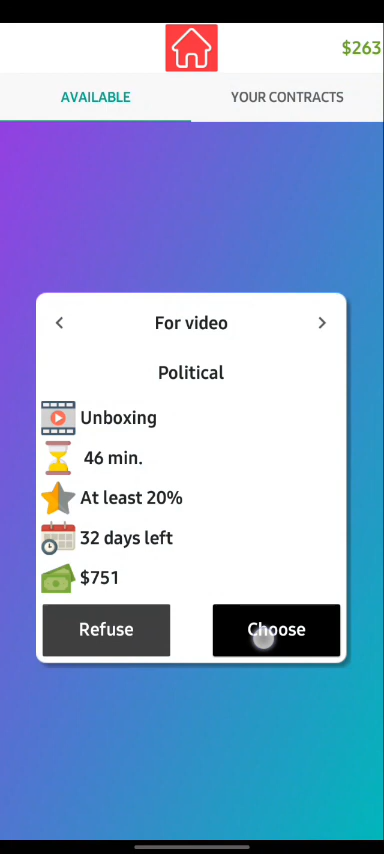 $263
AVAILABLE YOUR CONTRACTS
For video
Political
Unboxing
46 min.
At least 20%
32 days left
$751
Refuse Choose